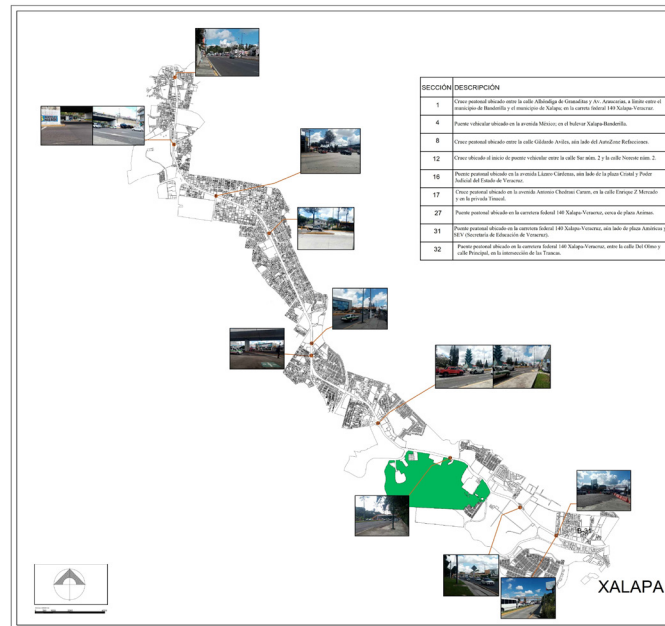 SECCIÓN DESCRIPCIÓN
1 Cruce peatonal ubicado entre la calle Alhóndiga de Granaditas y Av. Araucarias, a límite entre el
municipio de Banderilla y el municipio de Xalapa; en la carrete federal 140 Xalapa-Veracruz.
4 Puente vehicular ubicado en la avenida México, en el bulevar Xalapa-Banderilla.
8 Cruce peatonal ubicado entre la calle Gildardo Aviles, aún lado del AutoZone Refacciones.
12 Cruce ubicado al inicio de puente vehicular entre la calle Sur núm. 2 y la calle Noreste núm. 2.
16 Puente peatonal ubicado en la avenida Lázaro Cárdenas, aún lado de la plaza Cristal y Poder
Judicial del Estado de Veracruz.
17 Cruce peatonal ubicado en la avenida Antonio Chedraui Caram, en la calle Enrique Z Mercado
y en la privada
27 Puente peatonal ubicado en la carretera federal 140 Xalapa-Veracruz, cerca de plaza Animas.
31 Puente peatonal ubicado en la carretera federal 140 Xalapa-Veracruz, aún lado de plaza Américas y
SEV (Secretaría de Educación de Veracruz).
32 Puente peatonal ubicado en la carretera federal 140 Xalapa-Veracruz, entre la calle Del Olmo y
calle Principal, en la intersección de las Trancas.
XALAPA